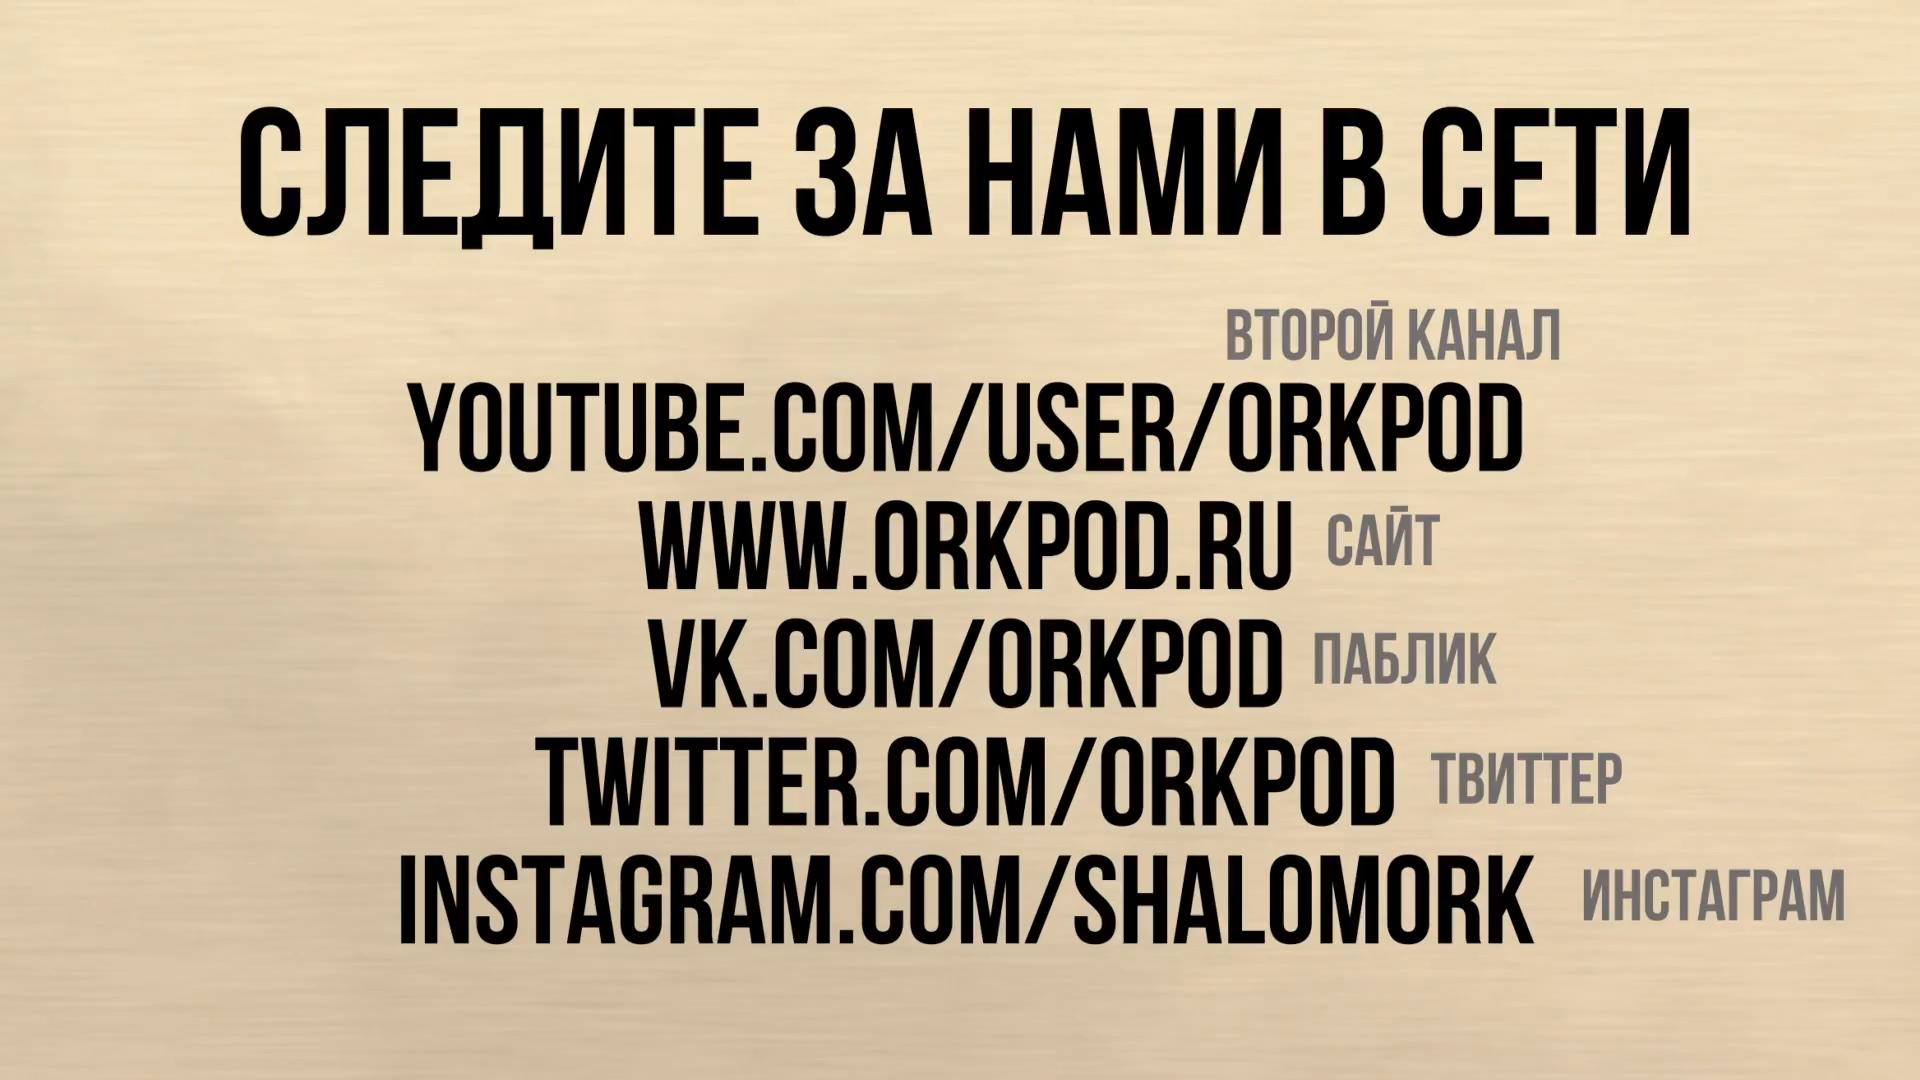 СЛЕДИТЕ ЗА НАМИ В СЕТИ
ВТОРОЙ КАНАЛ
YOUTUBE.COM/USER/ORKPOD
WWW.ORKPOD.RU САЙТ
VK.COM/ORKPOD ПАБЛИК
TWITTER.COM/ORKPOD ТВИТТЕР
INSTAGRAM.COM/SHALOMORK ИНСТАГРАМ